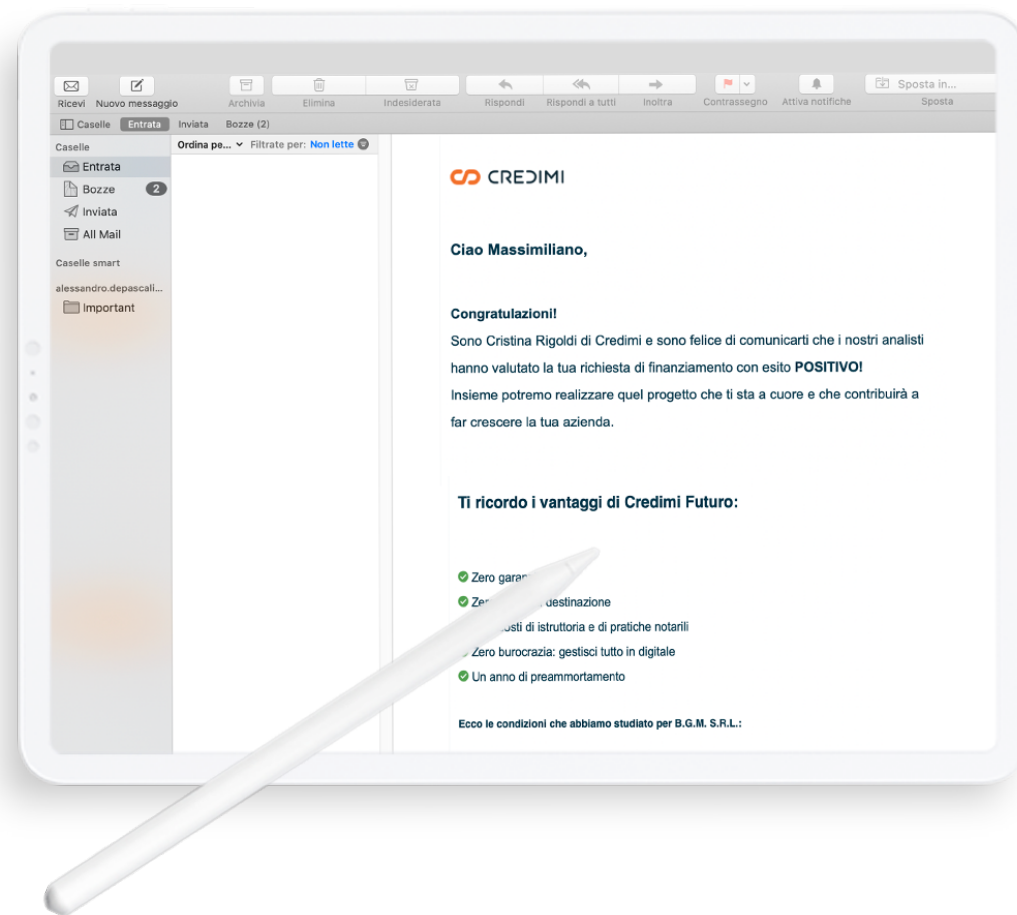 Ricevi Nuovo messaggio Archivia Elimina Indesiderata Rispondi Rispondi a tutti Inoltra Contrassegno Attiva notifiche Sposta in... Sposta
Caselle Entrata Inviata Bozze (2)
Caselle
Entrata
Bozze 2
Inviata
All Mail
Caselle smart
alessandro.depascali...
Important
Ordina pe... Filtrate per: Non lette
CREDIMI
Ciao Massimiliano,
Congratulazioni!
Sono Cristina Rigoldi di Credimi e sono felice di comunicarti che i nostri analisti
hanno valutato la tua richiesta di finanziamento con esito POSITIVO!
Insieme potremo realizzare quel progetto che ti sta a cuore e che contribuirà a
far crescere la tua azienda.
Ti ricordo i vantaggi di Credimi Futuro:
Zero
destinazione
di istruttoria e di pratiche notarili
Zero burocrazia: gestisci tutto in digitale
Un anno di preammortamento
Ecco le condizioni che abbiamo studiato per B.G.M. S.R.L.: